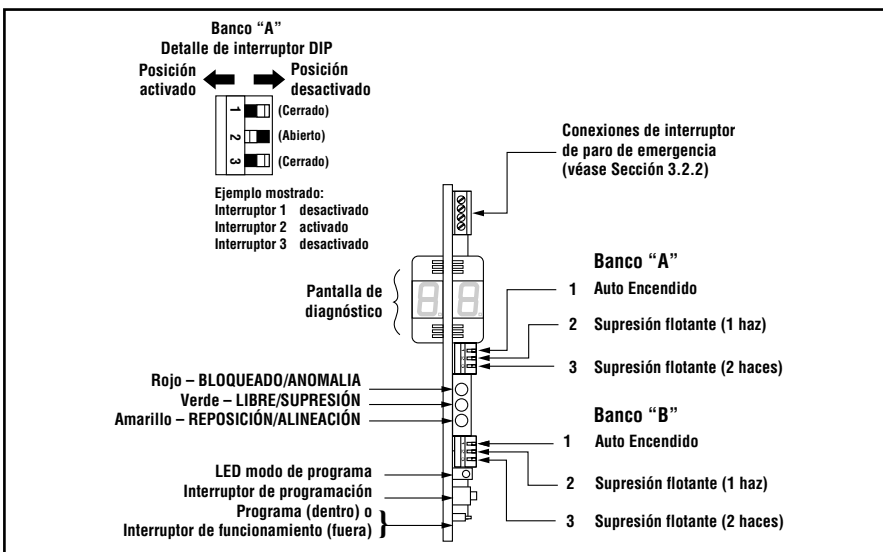 Banco “A”
Detalle de interruptor DIP
Posición
activado
Posición
desactivado
1 (Cerrado)
2 (Abierto)
3 (Cerrado)
Ejemplo mostrado:
Interruptor 1 desactivado
Interruptor 2 activado
Interruptor 3 desactivado
Conexiones de interruptor
de paro de emergencia
(véase Sección 3.2.2)
Pantalla de
diagnóstico
8. 8.
Banco “A”
1 Auto Encendido
2 Supresión flotante (1 haz)
3 Supresión flotante (2 haces)
Rojo – BLOQUEADO/ANOMALIA
Verde – LIBRE/SUPRESIÓN
Amarillo – REPOSICIÓN/ALINEACIÓN
Banco “B”
1 Auto Encendido
2 Supresión flotante (1 haz)
3 Supresión flotante (2 haces)
LED modo de programa
Interruptor de programación
Programa (dentro) o
Interruptor de funcionamiento (fuera)